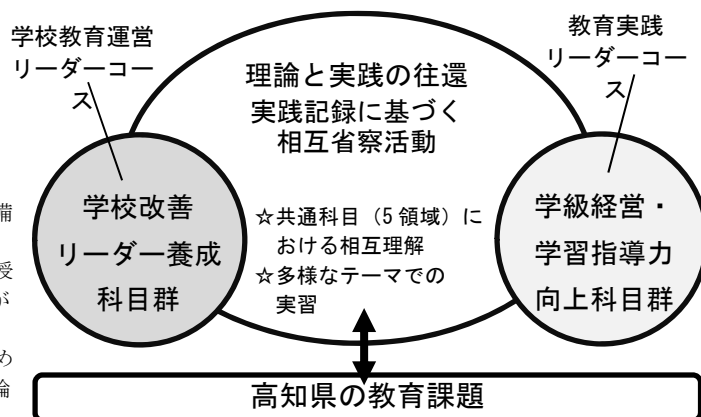 学校教育運営
リーダーコー
ス
教育実践
リーダーコー
ス
理論と実践の往還
実践記録に基づく
相互省察活動
学校改善
リーダー養成
科目群
☆共通科目（5 領域）に
おける相互理解
☆多様なテーマでの
実習
学級経営・
学習指導力
向上科目群
備
授
が
め
論
高知県の教育課題